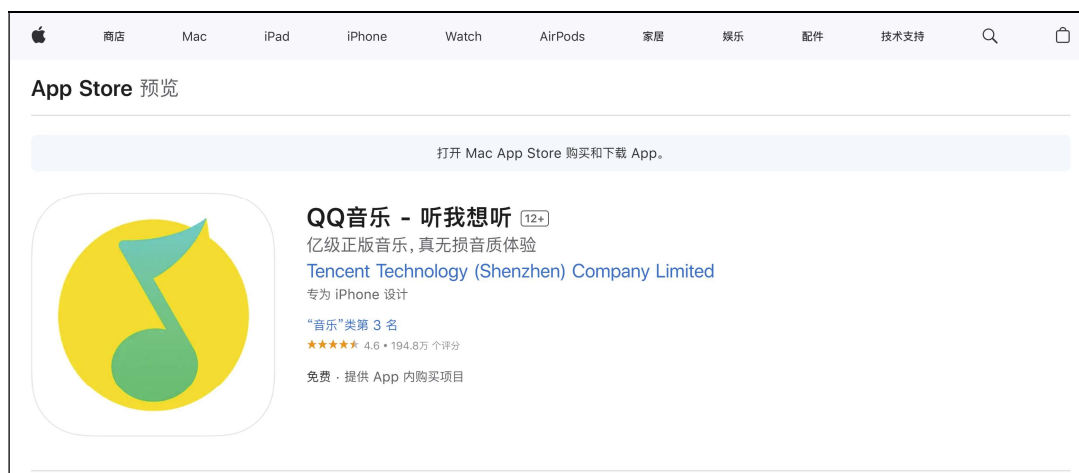 商店 Mac iPad iPhone Watch AirPods 家居 娱乐 配件 技术支持
App Store 预览
打开 Mac App Store 购买和下载 App。
QQ音乐 - 听我想听 12+
亿级正版音乐，真无损音质体验
Tencent Technology (Shenzhen) Company Limited
专为 iPhone 设计
“音乐”类第 3 名
★★★★★ 4.6 • 194.8万 个评分
免费 · 提供 App 内购买项目